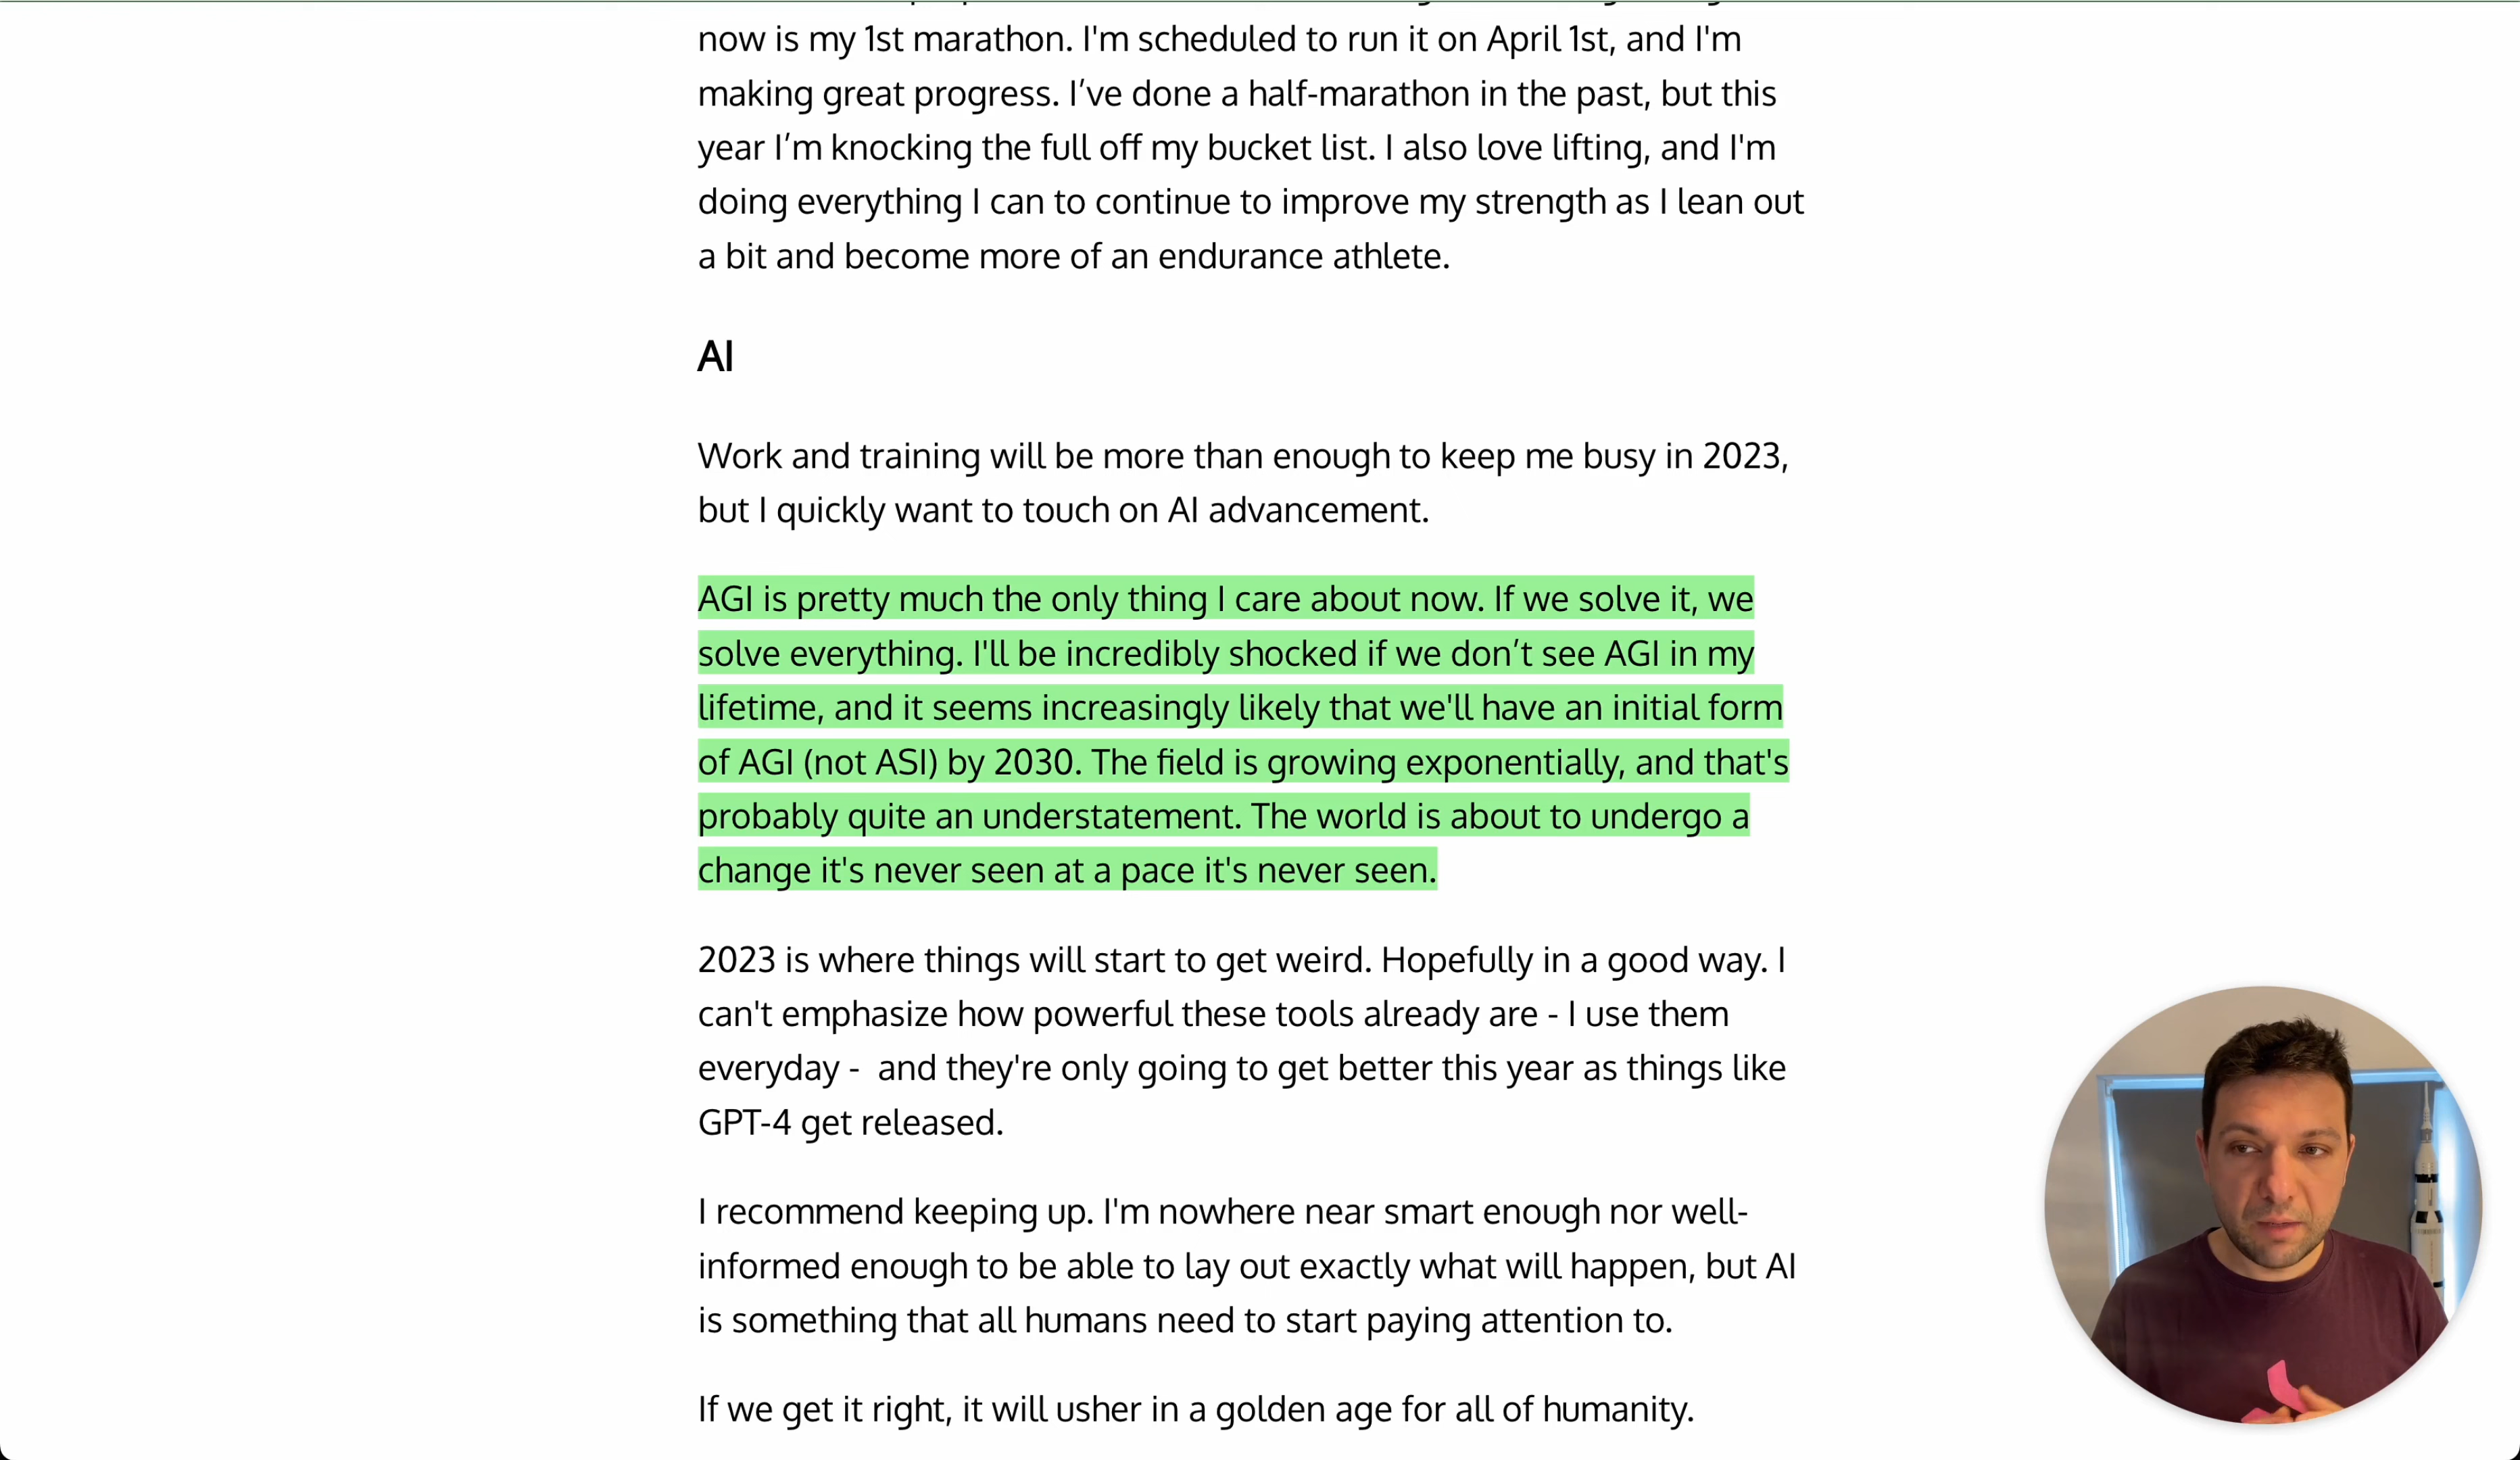 now is my 1st marathon. I'm scheduled to run it on April 1st, and I'm
making great progress. I’ve done a half-marathon in the past, but this
year I’m knocking the full off my bucket list. I also love lifting, and I'm
doing everything I can to continue to improve my strength as I lean out
a bit and become more of an endurance athlete.
AI
Work and training will be more than enough to keep me busy in 2023,
but I quickly want to touch on AI advancement.
AGI is pretty much the only thing I care about now. If we solve it, we
solve everything. I'll be incredibly shocked if we don’t see AGI in my
lifetime, and it seems increasingly likely that we'll have an initial form
of AGI (not ASI) by 2030. The field is growing exponentially, and that's
probably quite an understatement. The world is about to undergo a
change it's never seen at a pace it's never seen.
2023 is where things will start to get weird. Hopefully in a good way. I
can't emphasize how powerful these tools already are - I use them
everyday -  and they're only going to get better this year as things like
GPT-4 get released.
I recommend keeping up. I'm nowhere near smart enough nor well-
informed enough to be able to lay out exactly what will happen, but AI
is something that all humans need to start paying attention to.
If we get it right, it will usher in a golden age for all of humanity.